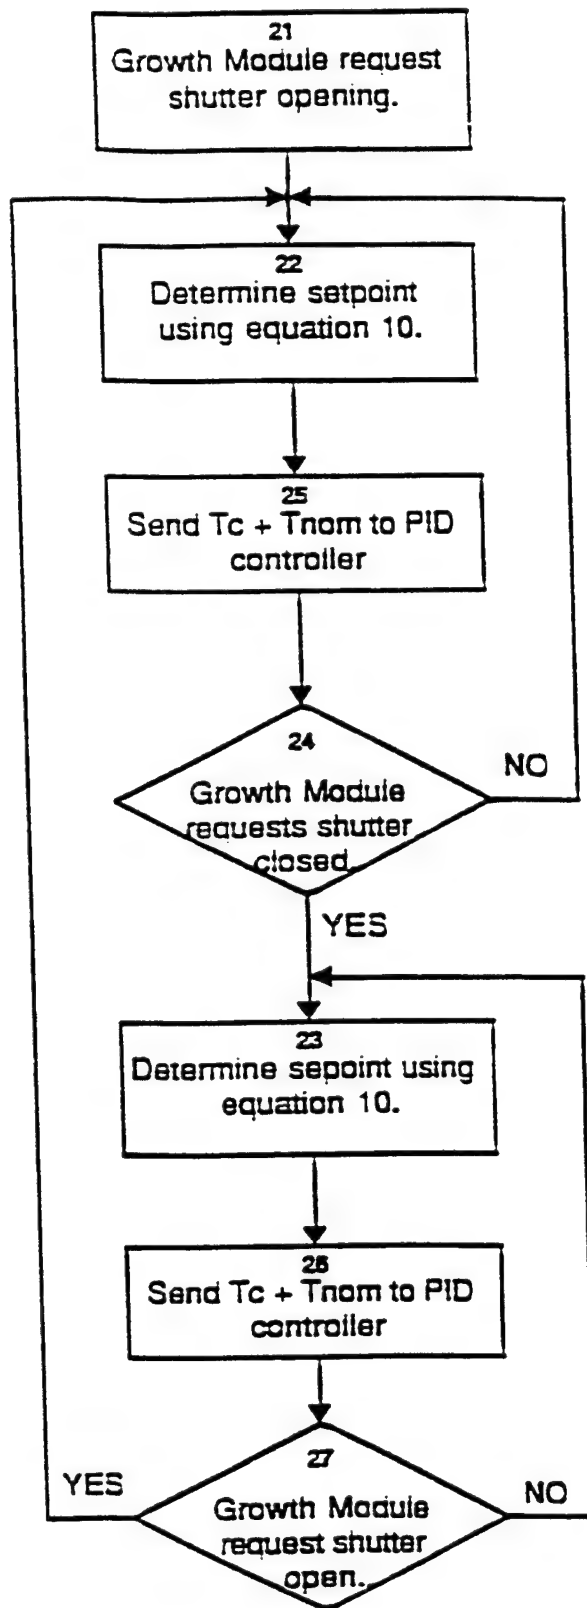 21
Growth Module request
shutter opening.
22
Determine setpoint
using equation 10.
25
Send Tc + Tnom to PID
controller
24
NO
Growth Module
requests shutter
closed.
YES
23
Determine sepoint using
equation 10.
26
Send Tc + Tnom to PID
controller
27
YES
NO
Growth Module
request shutter
open.